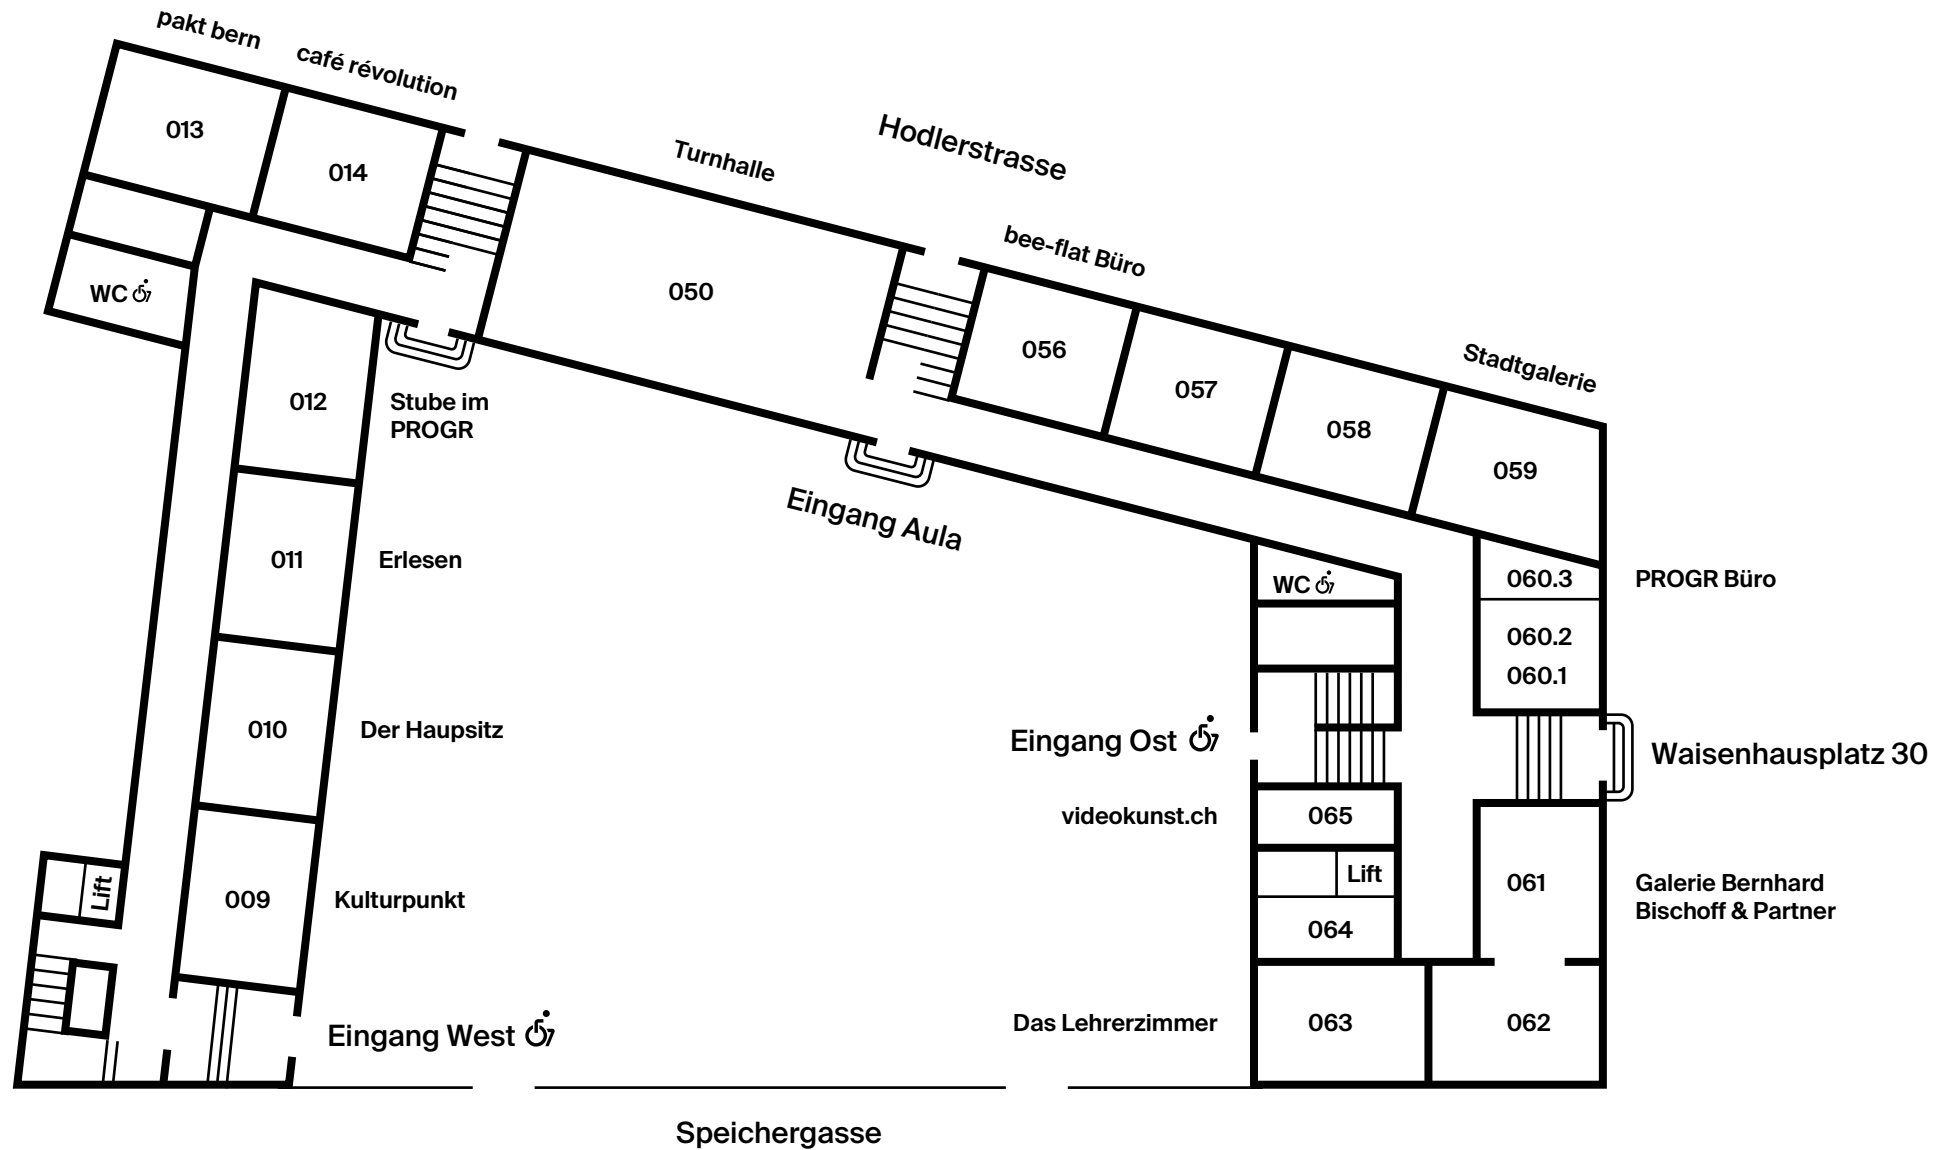 pakt bern
café révolution
013
014
Turnhalle
Hodlerstrasse
bee-flat Büro
Stadtgalerie
WC
050
056
057
058
059
012
Stube im
PROGR
Eingang Aula
011
Erlesen
WC
060.3
PROGR Büro
060.2
060.1
010
Der Haupsitz
Eingang Ost
Waisenhausplatz 30
videokunst.ch
065
Lift
Lift
009
Kulturpunkt
061
Galerie Bernhard
Bischoff & Partner
064
Eingang West
Das Lehrerzimmer
063
062
Speichergasse